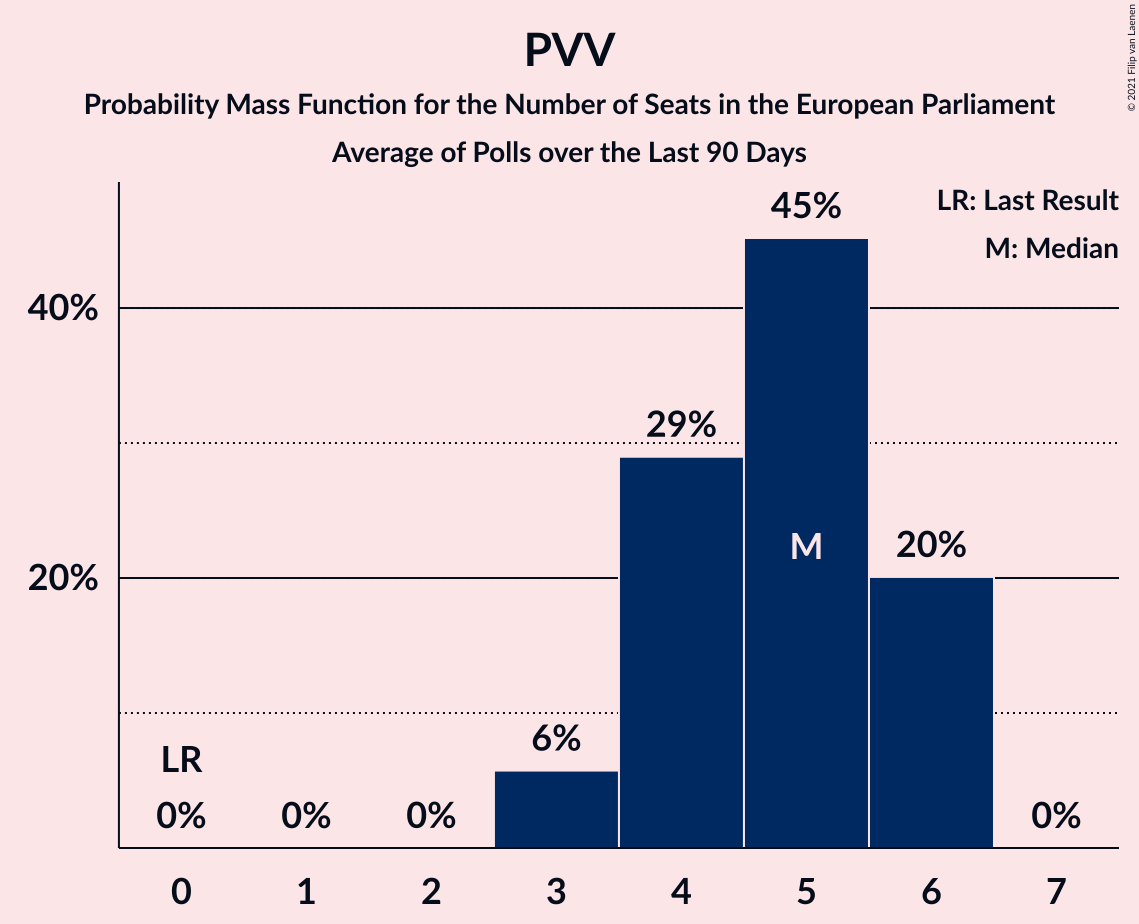 PVV
Probability Mass Function for the Number of Seats in the European Parliament
Average of Polls over the Last 90 Days
© 2021 Filip van Laenen
LR: Last Result
M: Median
45%
40%
29%
M
20%
20%
6%
LR
0%
0%
0%
0%
0
1
2
3
4
5
6
7